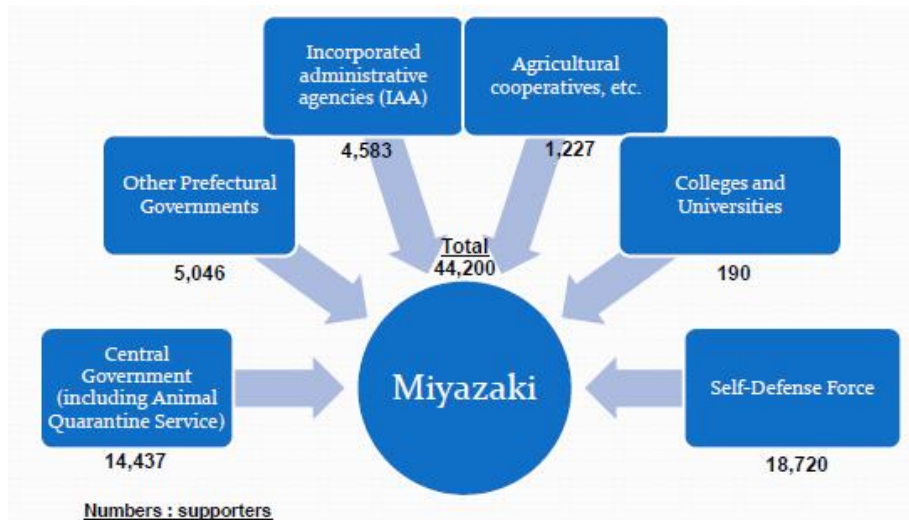 Incorporated
administrative
agencies (IAA)
4,583
Agricultural
cooperatives, etc.
1,227
Other Prefectural
Governments
5,046
Colleges and
Universities
190
Total
44,200
Central
Government
(including Animal
Quarantine Service)
14,437
Miyazaki
Self-Defense Force
18,720
Numbers : supporters